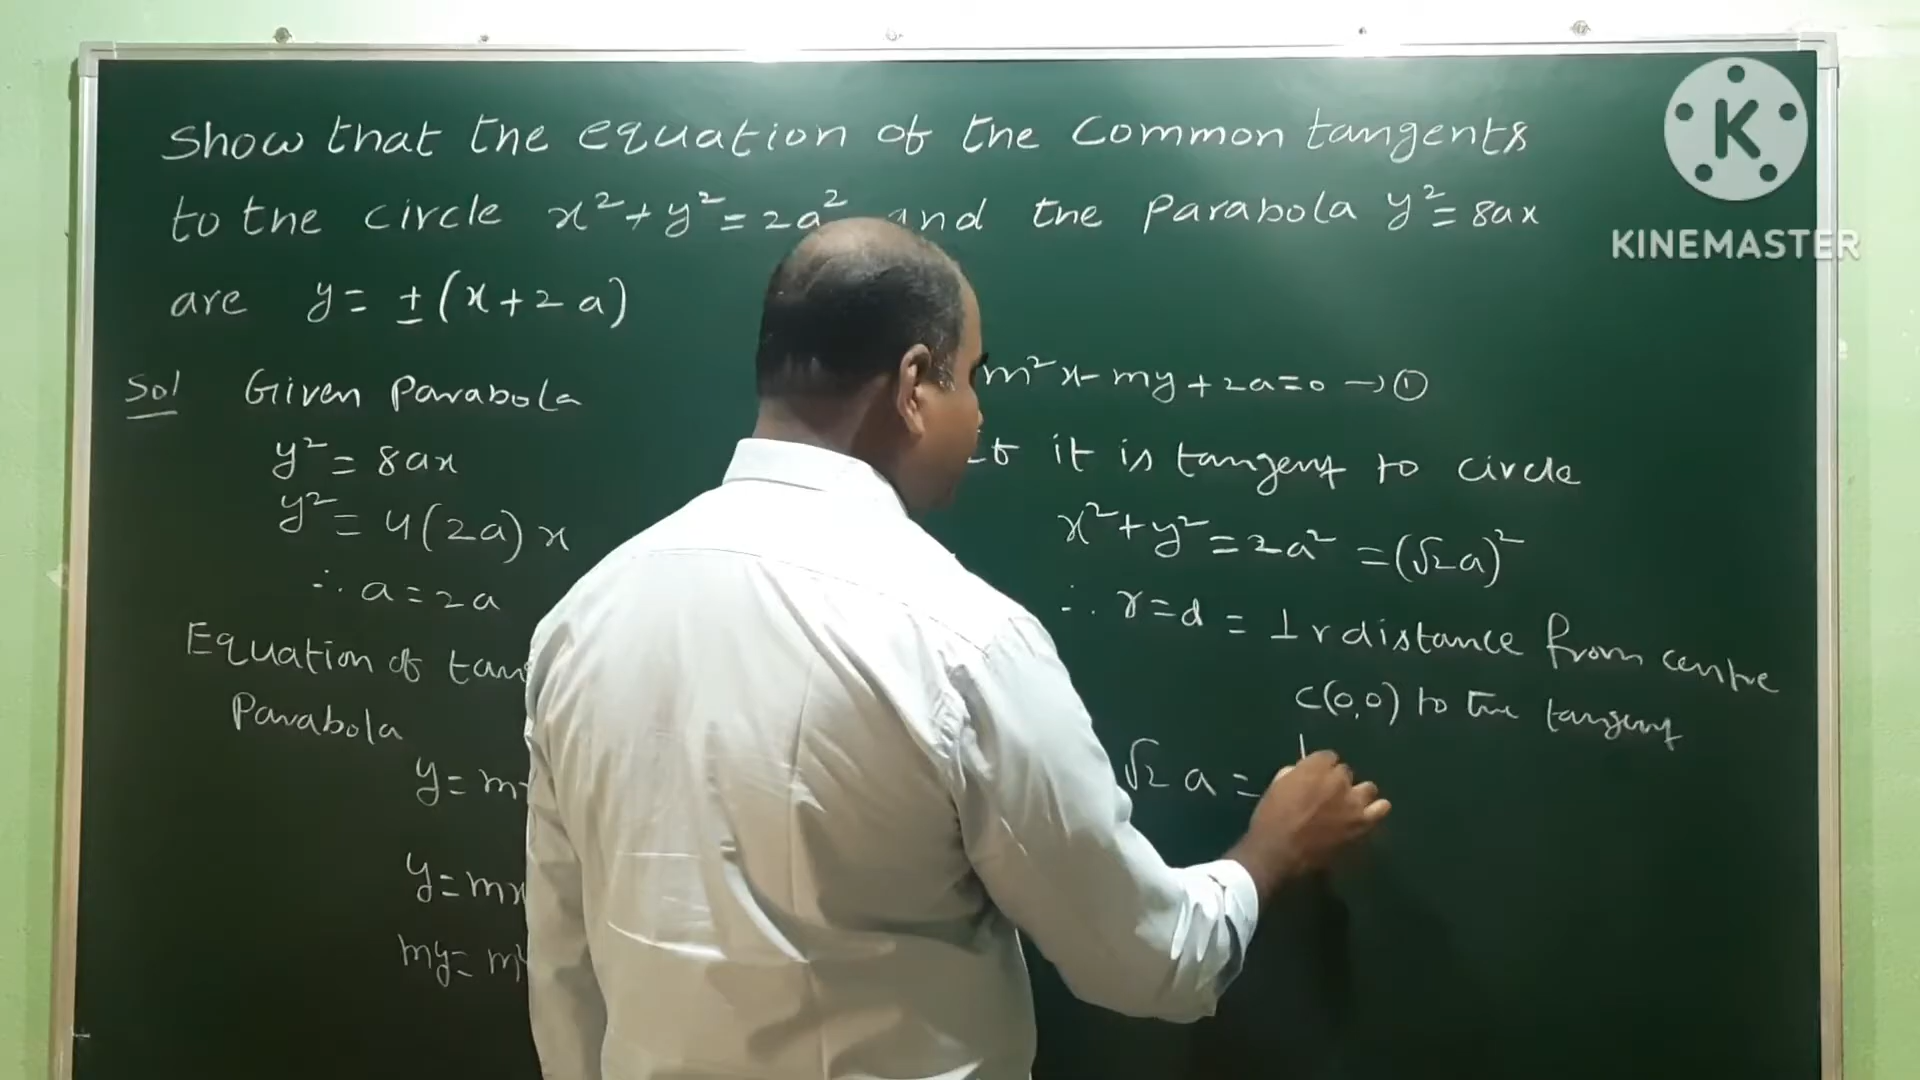 Show that the equation of the common tangents
to the circle x² + y² = 2a² and the parabola y² = 8ax
are y = ± (x + 2a)
Sol Given Parabola
y² = 8ax
y² = 4(2a)x
∴ a = 2a
Equation of
Parabola
y = m
y = mx
my = m
m²x - my + 2a = 0 → ①
it is tangent to circle
x² + y² = 2a² = (√2a)²
∴ r = d = ⊥r distance from centre
C(0,0) to the tangent
√2 a =
K
KINEMASTER